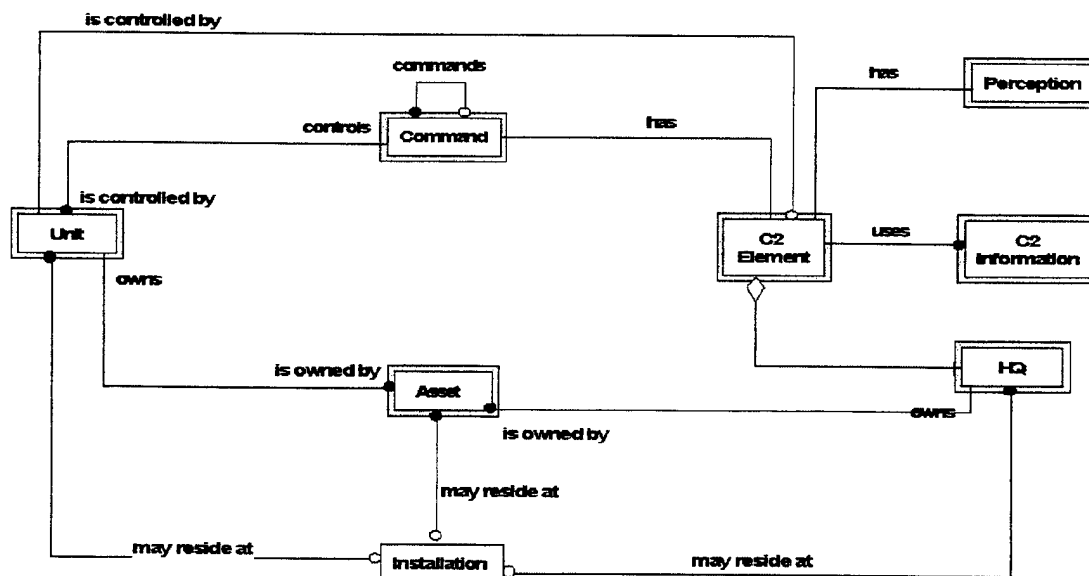 is controlled by
commands
has
Perception
controls
Command
has
is controlled by
Unit
C2
Element
uses
C2
Information
owns
is owned by
Asset
HQ
owns
is owned by
may reside at
may reside at
Installation
may reside at